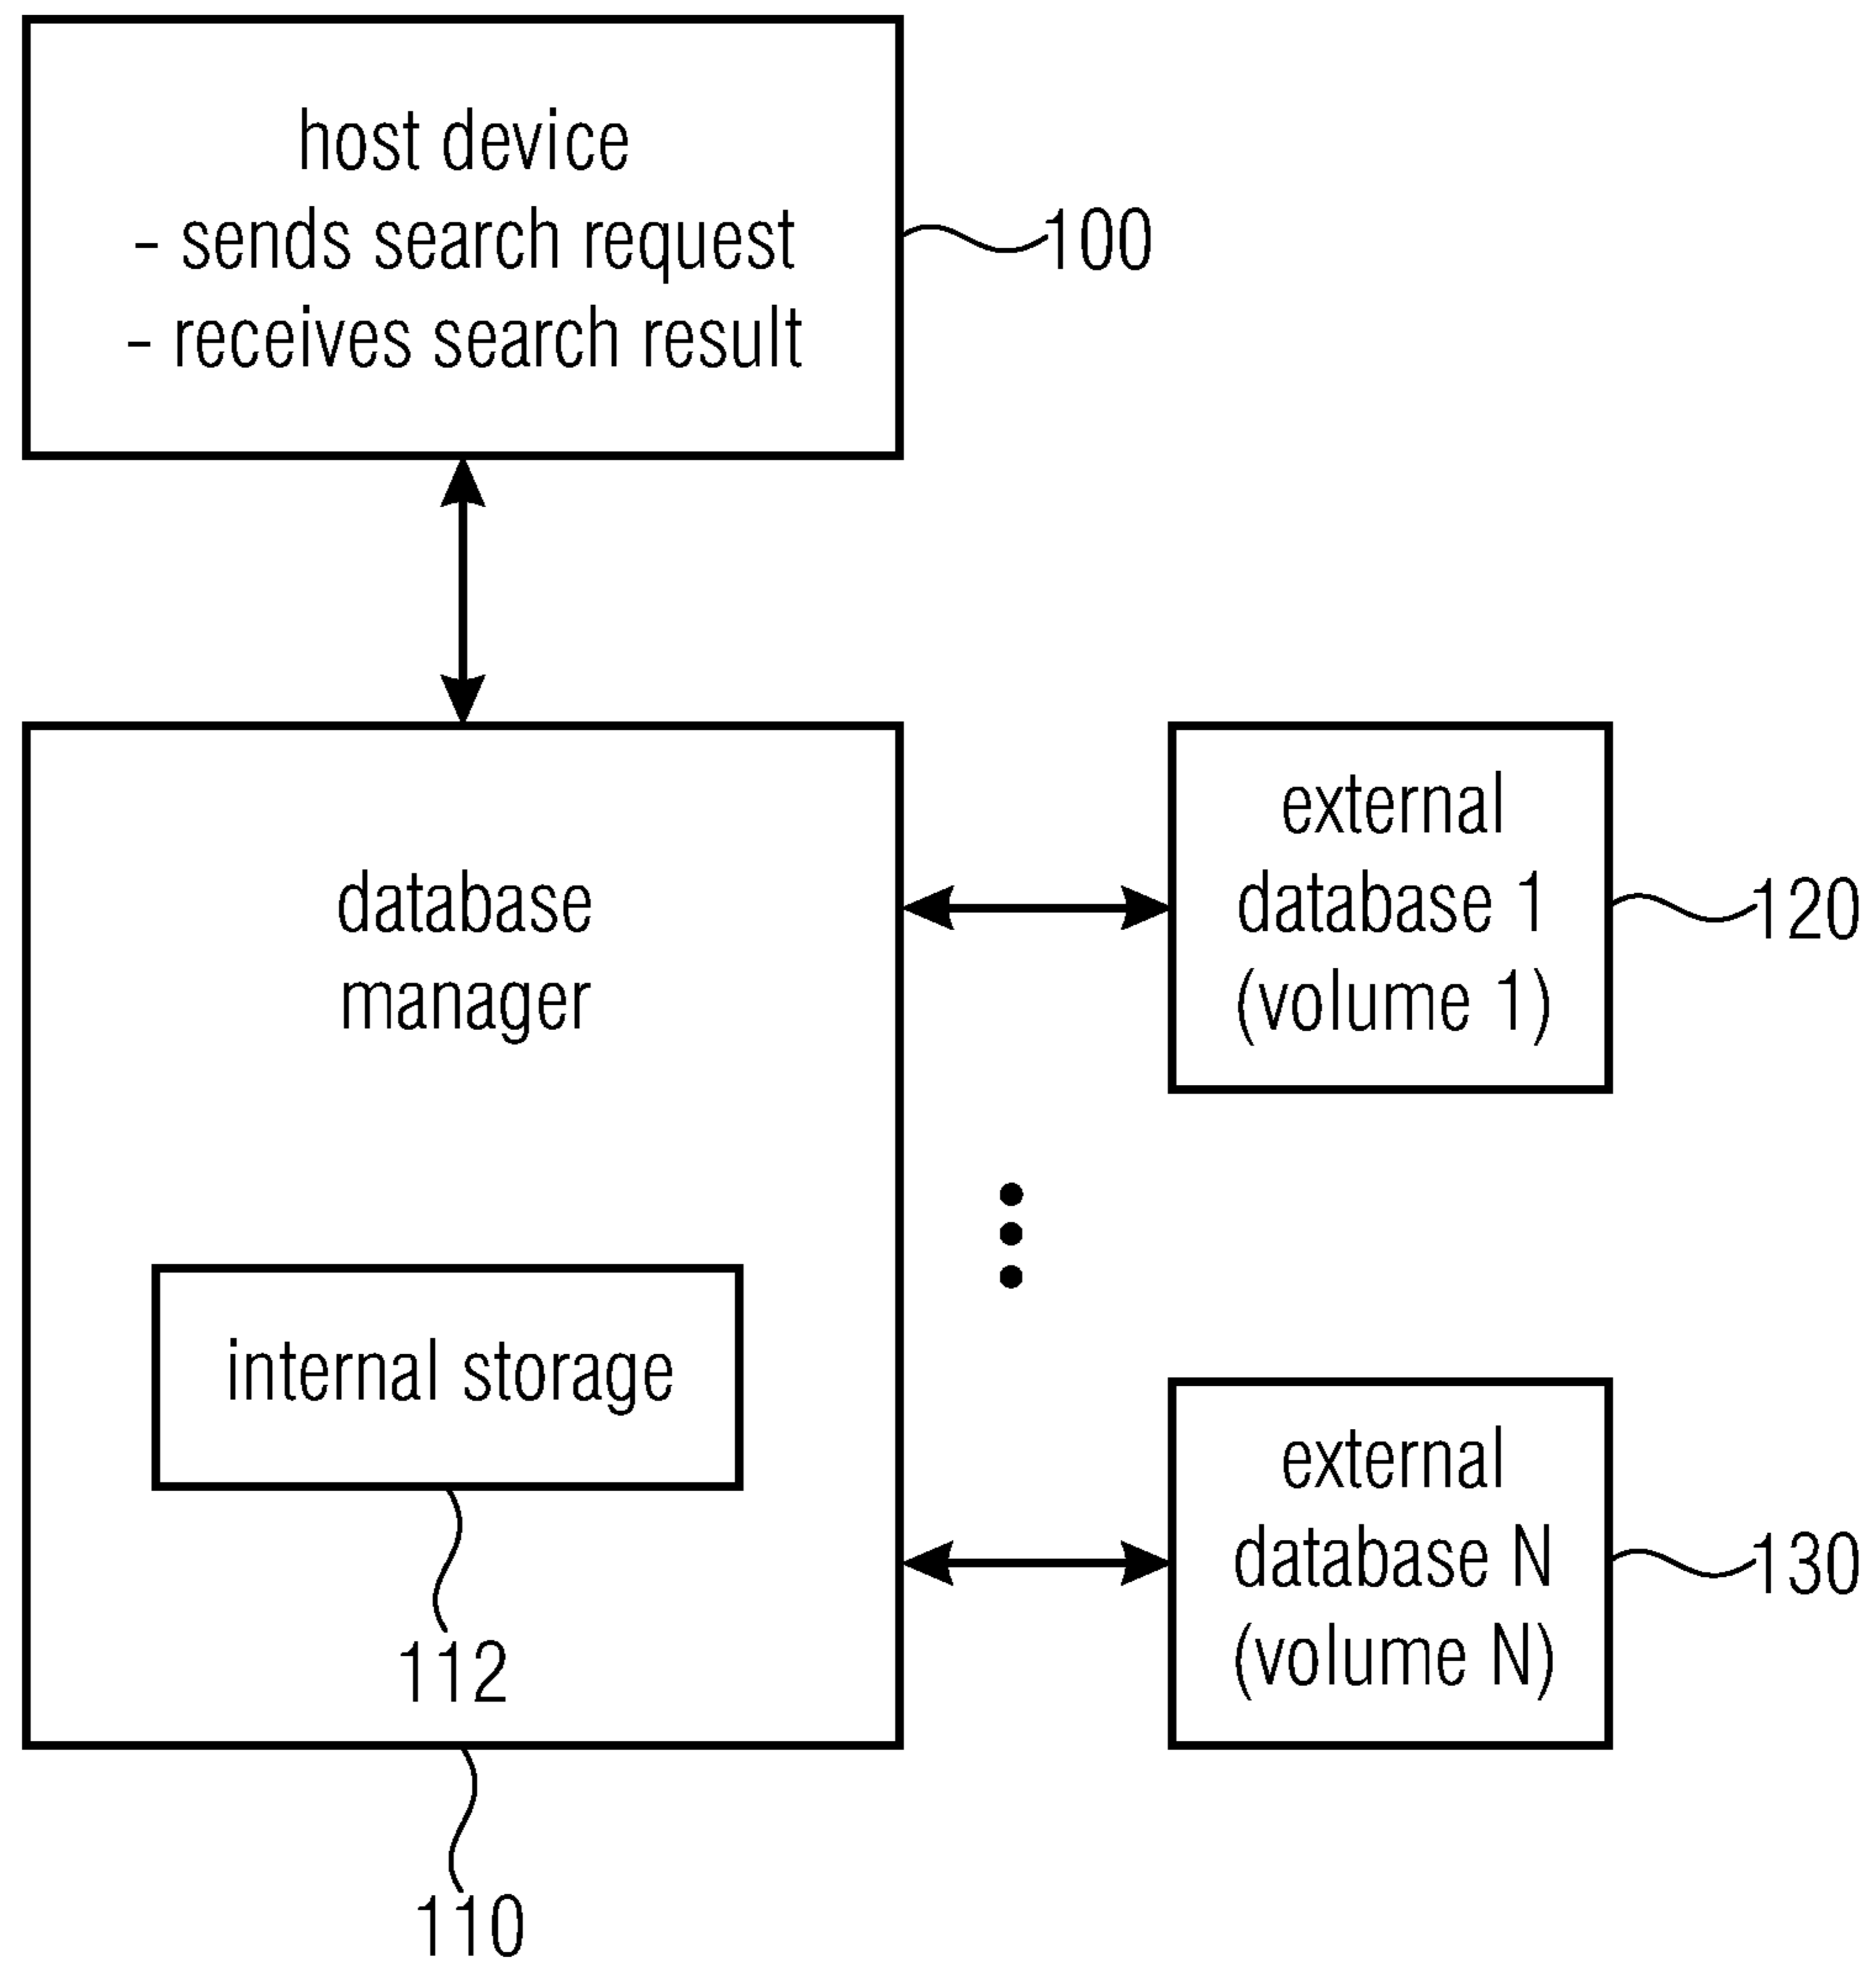 host device
- sends search request
- receives search result
100
database
manager
internal storage
112
110
external
database 1
(volume 1)
120
external
database N
(volume N)
130